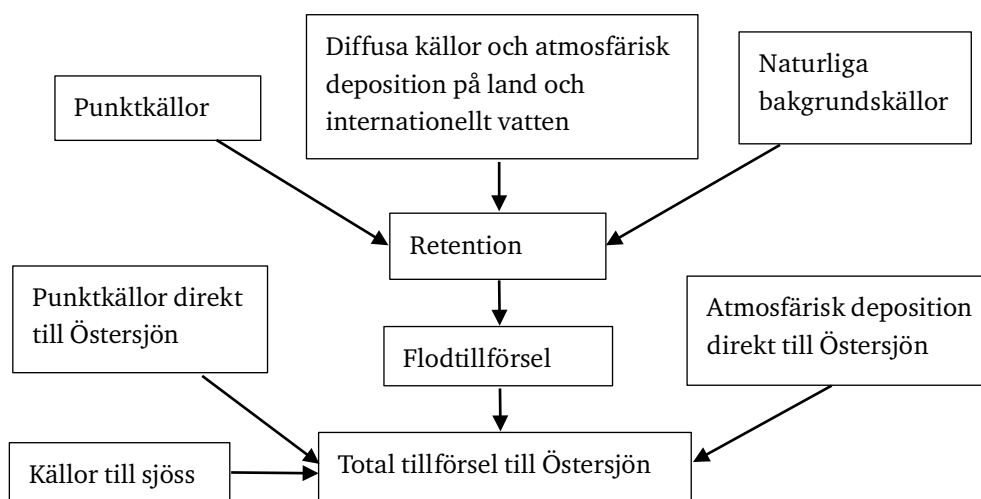 Punktkällor
Diffusa källor och atmosfärisk
deposition på land och
internationellt vatten
Naturliga
bakgrundskällor
Retention
Punktkällor direkt
till Östersjön
Flodtillförsel
Atmosfärisk deposition
direkt till Östersjön
Källor till sjöss
Total tillförsel till Östersjön